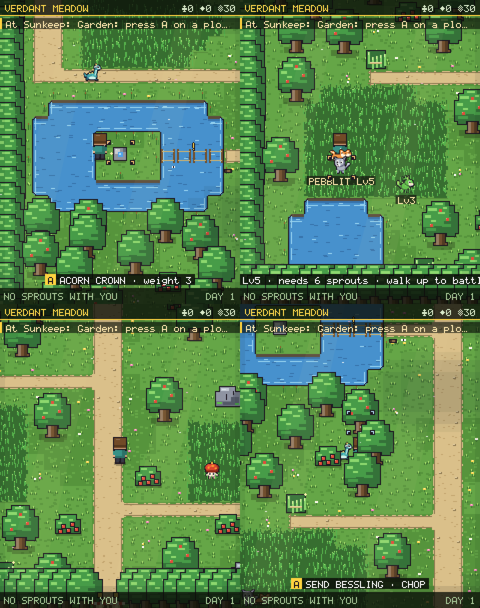 VERDANT MEADOW
0 0 30
At Sunkeep: Garden: press A on a plo…
A ACORN CROWN · weight 3
NO SPROUTS WITH YOU
DAY 1
VERDANT MEADOW
0 0 30
At Sunkeep: Garden: press A on a plo…
Lv5
Lv3
Lv5 · needs 6 sprouts · walk up to battl
NO SPROUTS WITH YOU
DAY 1
VERDANT MEADOW
0 0 30
At Sunkeep: Garden: press A on a plo…
NO SPROUTS WITH YOU
DAY 1
VERDANT MEADOW
0 0 30
At Sunkeep: Garden: press A on a plo…
A SEND BESSLING · CHOP
NO SPROUTS WITH YOU
DAY 1